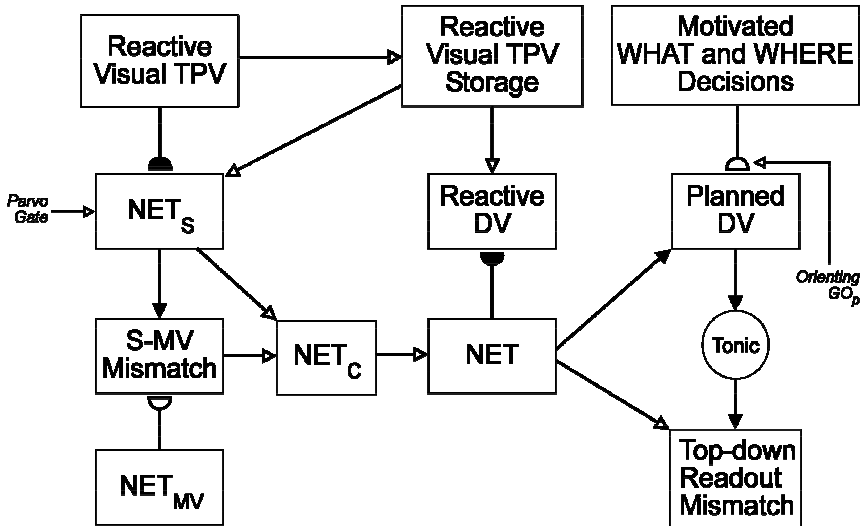 Reactive
Visual TPV
Reactive
Visual TPV
Storage
Motivated
WHAT and WHERE
Decisions
Parvo
Gate
NETS
Reactive
DV
Planned
DV
Orienting
GOp
S-MV
Mismatch
NETC
NET
Tonic
NETMV
Top-down
Readout
Mismatch